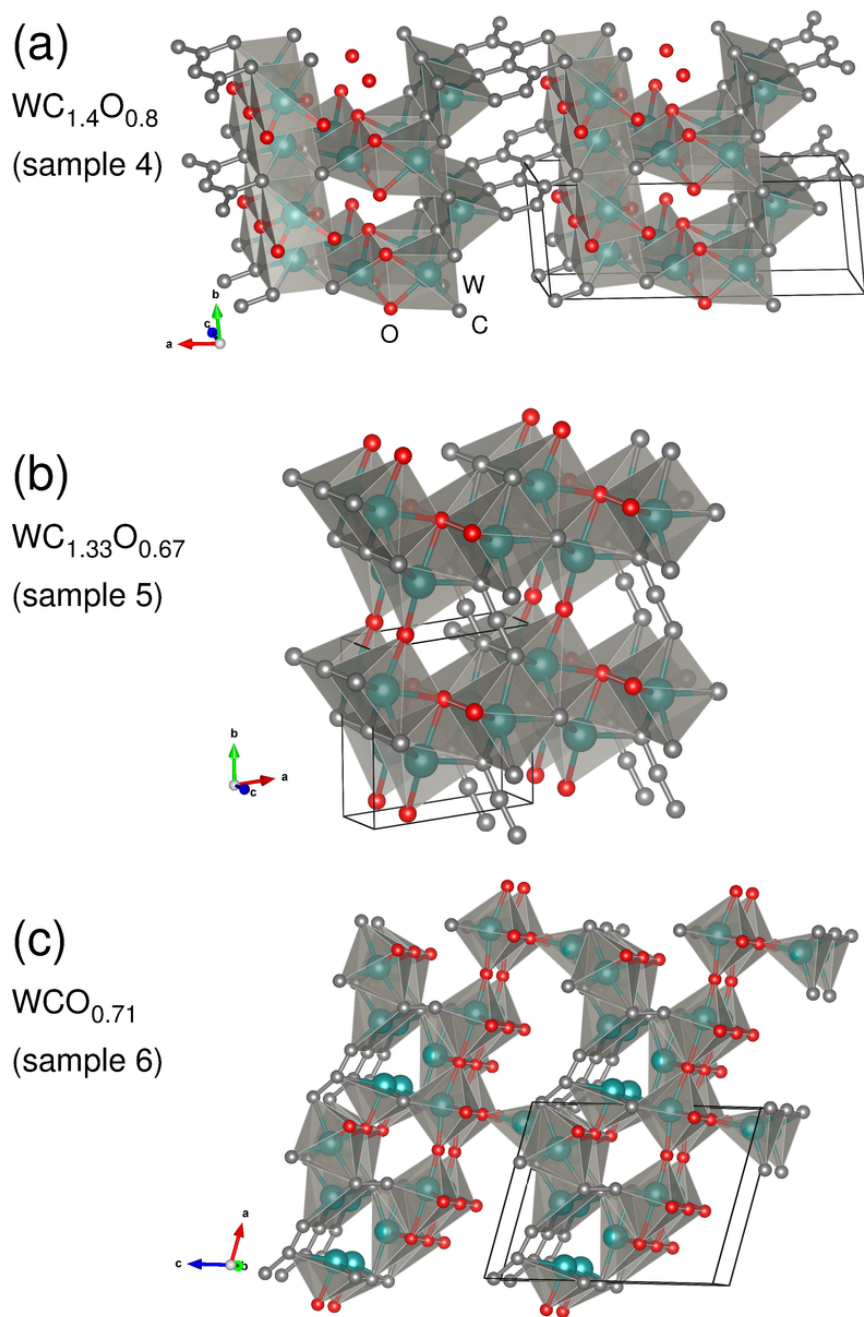 (a)
WC₁.₄O₀.₈
(sample 4)
W
O
C
b
c
a
(b)
WC₁.₃₃O₀.₆₇
(sample 5)
b
a
c
(c)
WCO₀.₇₁
(sample 6)
a
c
b